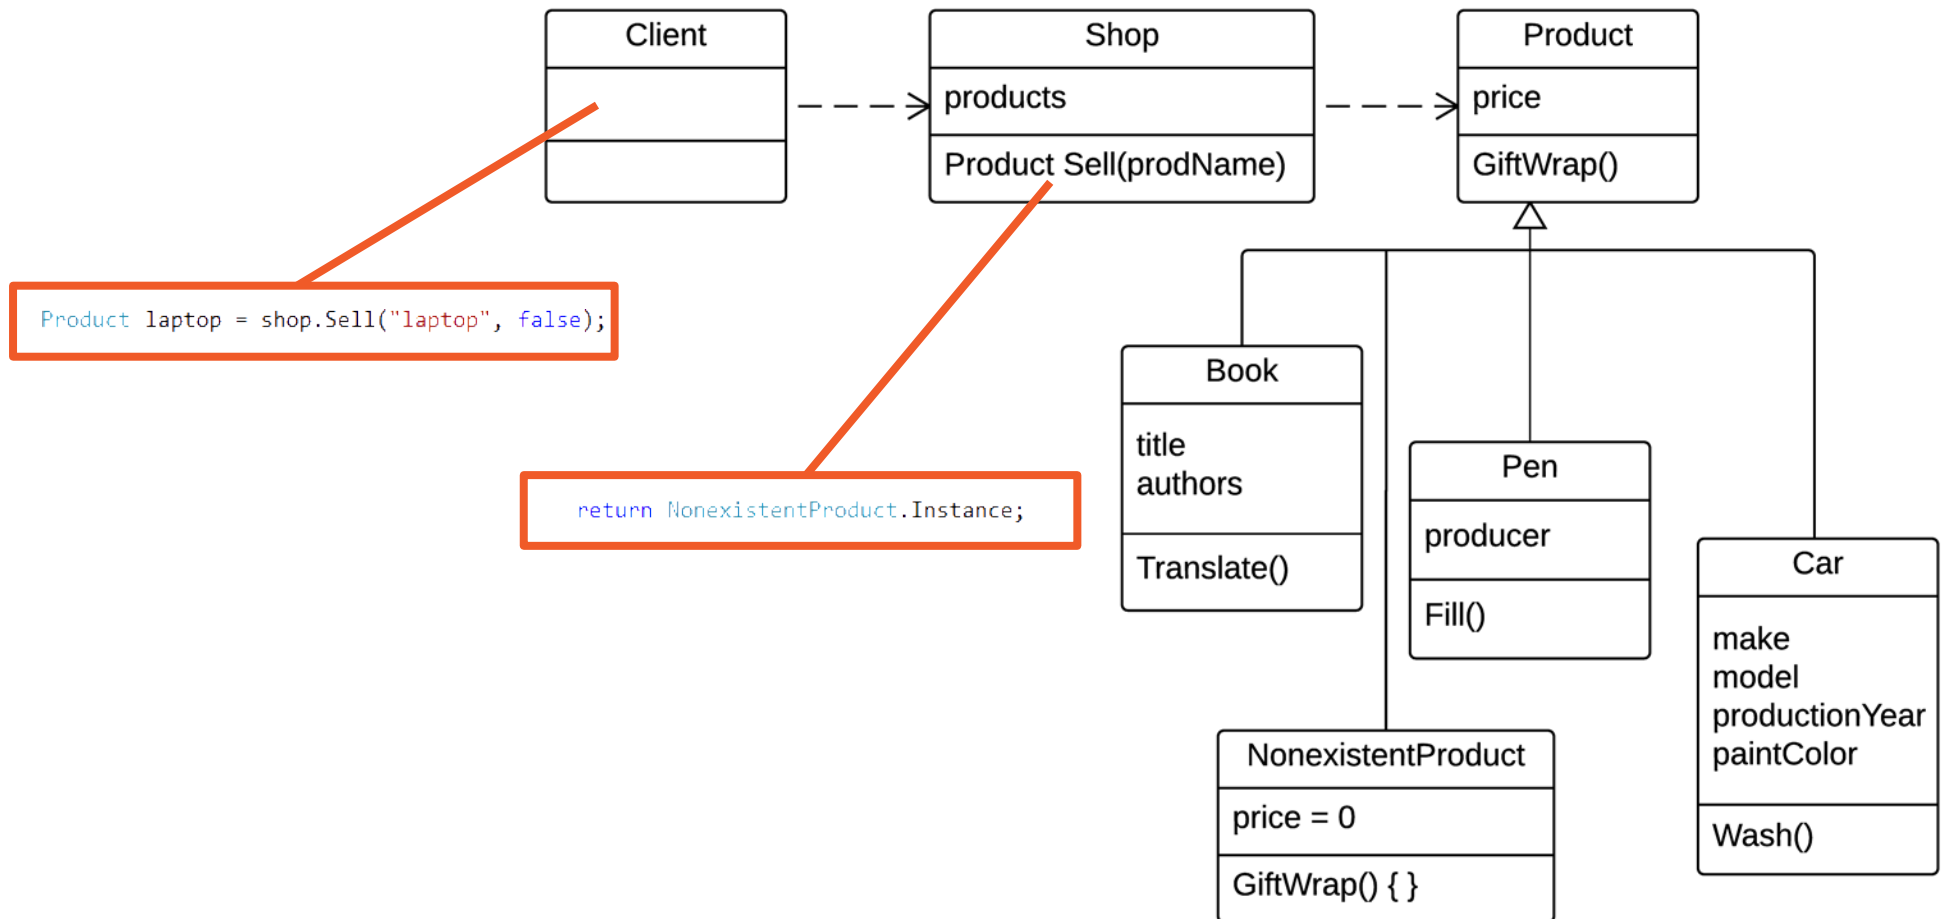 Client
Shop
products
Product Sell(prodName)
Product
price
GiftWrap()
Product laptop = shop.Sell("laptop", false);
return NonexistentProduct.Instance;
Book
title
authors
Translate()
Pen
producer
Fill()
Car
make
model
productionYear
paintColor
Wash()
NonexistentProduct
price = 0
GiftWrap() { }